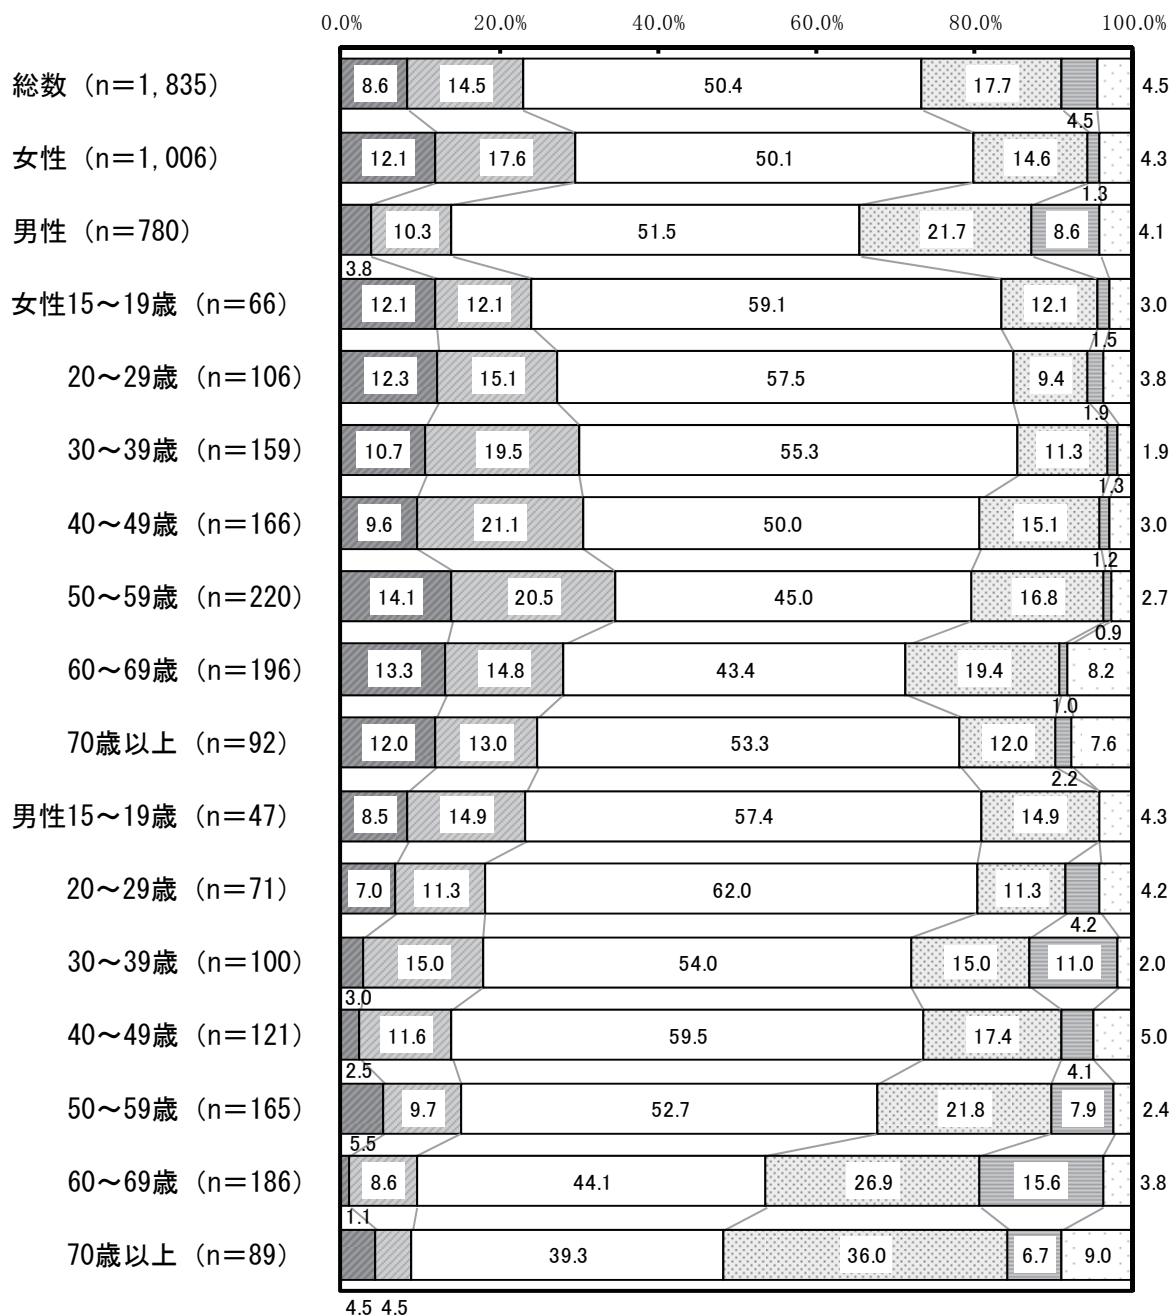 0.0% 20.0% 40.0% 60.0% 80.0% 100.0%
総数（n＝1,835） 8.6 14.5 50.4 17.7 4.5
4.5
女性（n＝1,006） 12.1 17.6 50.1 14.6 4.3
1.3
男性（n＝780） 10.3 51.5 21.7 8.6 4.1
3.8
女性15～19歳（n＝66） 12.1 12.1 59.1 12.1 3.0
1.5
20～29歳（n＝106） 12.3 15.1 57.5 9.4 3.8
1.9
30～39歳（n＝159） 10.7 19.5 55.3 11.3 1.9
1.3
40～49歳（n＝166） 9.6 21.1 50.0 15.1 3.0
1.2
50～59歳（n＝220） 14.1 20.5 45.0 16.8 2.7
0.9
60～69歳（n＝196） 13.3 14.8 43.4 19.4 8.2
1.0
70歳以上（n＝92） 12.0 13.0 53.3 12.0 7.6
2.2
男性15～19歳（n＝47） 8.5 14.9 57.4 14.9 4.3
20～29歳（n＝71） 7.0 11.3 62.0 11.3 4.2
4.2
30～39歳（n＝100） 15.0 54.0 15.0 11.0 2.0
3.0
40～49歳（n＝121） 11.6 59.5 17.4 5.0
2.5 4.1
50～59歳（n＝165） 9.7 52.7 21.8 7.9 2.4
5.5
60～69歳（n＝186） 8.6 44.1 26.9 15.6 3.8
1.1
70歳以上（n＝89） 39.3 36.0 6.7 9.0
4.5 4.5